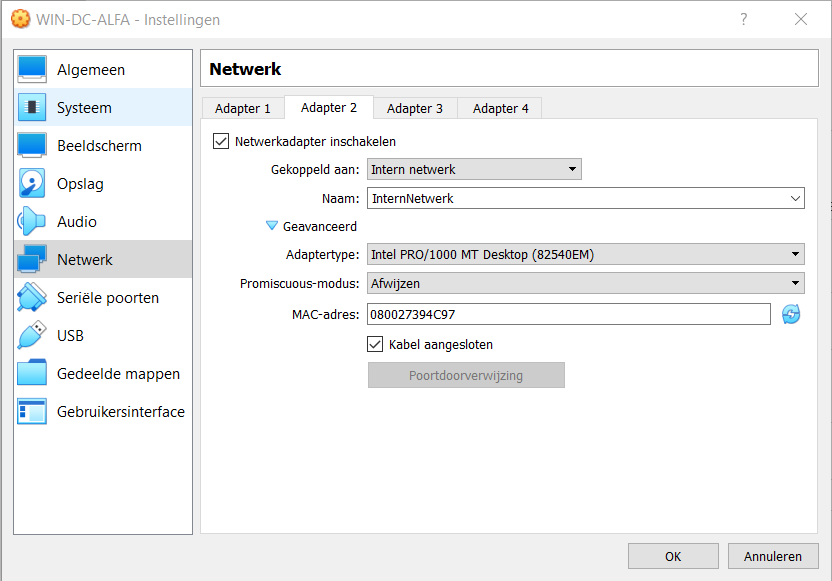 WIN-DC-ALFA - Instellingen
?
Algemeen
Systeem
Beeldscherm
Opslag
Audio
Netwerk
Seriële poorten
USB
Gedeelde mappen
Gebruikersinterface
Netwerk
Adapter 1 Adapter 2 Adapter 3 Adapter 4
Netwerkadapter inschakelen
Gekoppeld aan: Intern netwerk
Naam: InternNetwerk
Geavanceerd
Adaptertype: Intel PRO/1000 MT Desktop (82540EM)
Promiscuous-modus: Afwijzen
MAC-adres: 080027394C97
Kabel aangesloten
Poortdoorverwijzing
OK Annuleren